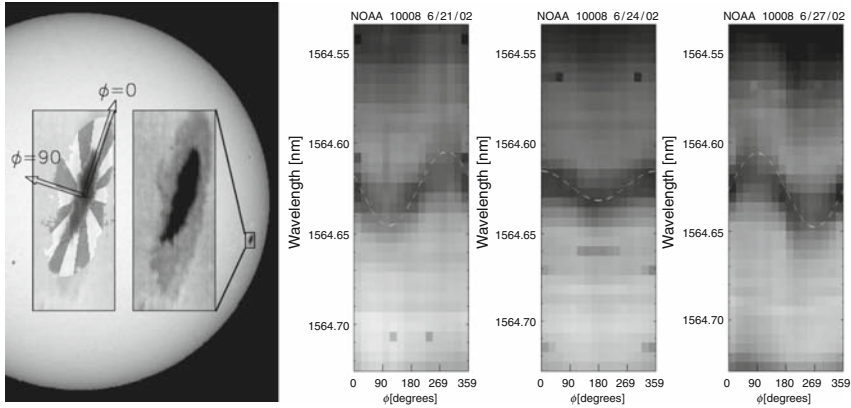 ϕ=0
ϕ=90
NOAA 10008 6/21/02
1564.55
1564.60
1564.65
1564.70
Wavelength [nm]
0 90 180 269 359
ϕ[degrees]
NOAA 10008 6/24/02
1564.55
1564.60
1564.65
1564.70
Wavelength [nm]
0 90 180 269 359
ϕ[degrees]
NOAA 10008 6/27/02
1564.55
1564.60
1564.65
1564.70
Wavelength [nm]
0 90 180 269 359
ϕ[degrees]